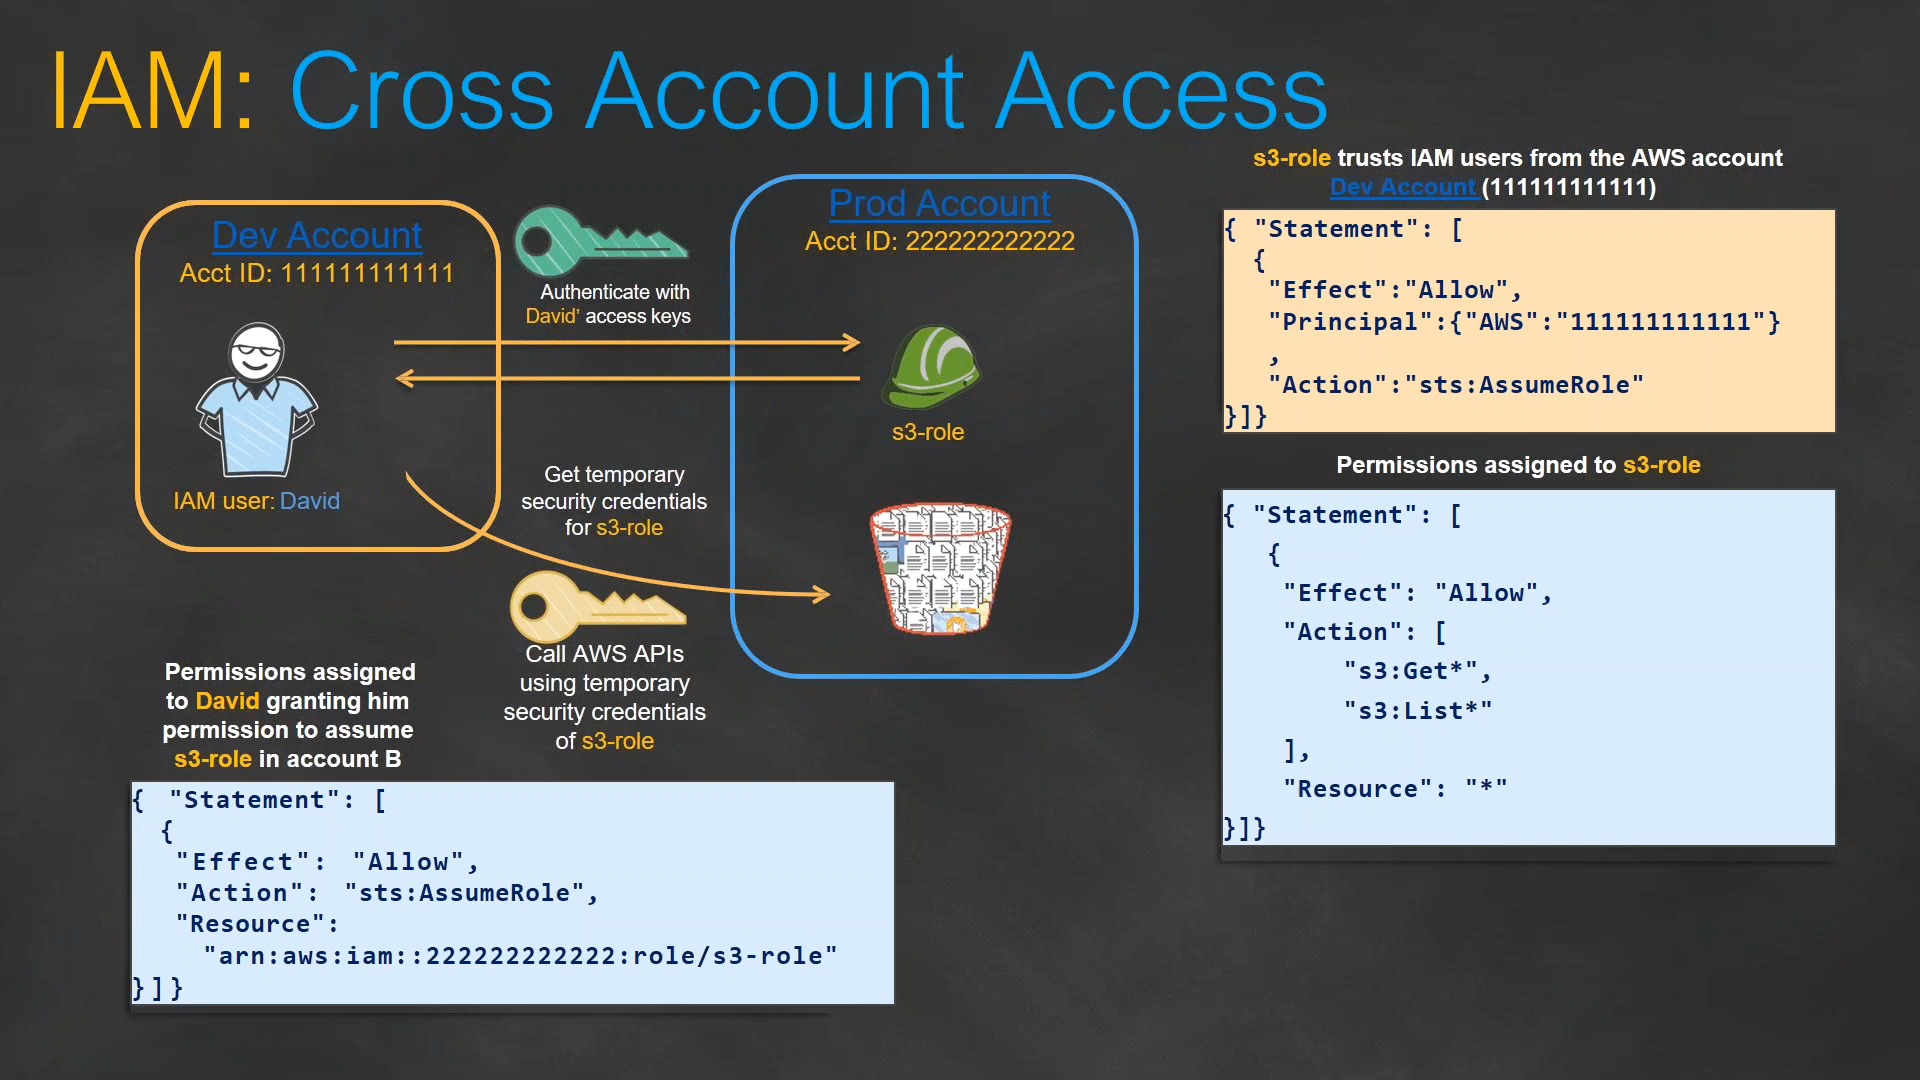 IAM: Cross Account Access
Dev Account
Acct ID: 111111111111
IAM user: David
Authenticate with
David' access keys
Get temporary
security credentials
for s3-role
Call AWS APIs
using temporary
security credentials
of s3-role
Prod Account
Acct ID: 222222222222
s3-role
Permissions assigned
to David granting him
permission to assume
s3-role in account B
{ "Statement": [
{
"Effect": "Allow",
"Action": "sts:AssumeRole",
"Resource":
"arn:aws:iam::222222222222:role/s3-role"
}]}
s3-role trusts IAM users from the AWS account
Dev Account (111111111111)
{ "Statement": [
{
"Effect":"Allow",
"Principal":{"AWS":"111111111111"}
,
"Action":"sts:AssumeRole"
}]}
Permissions assigned to s3-role
{ "Statement": [
{
"Effect": "Allow",
"Action": [
"s3:Get*",
"s3:List*"
],
"Resource": "*"
}]}